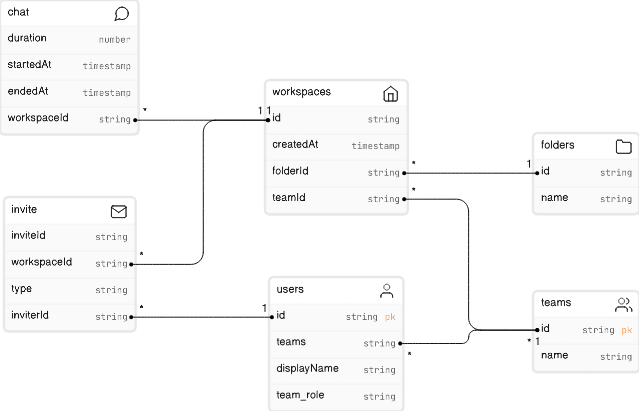 chat
duration number
startedAt timestamp
endedAt timestamp
workspaceId string
*
workspaces
1 1
id string
createdAt timestamp
folderId string
*
teamId string
*
folders
1
id string
name string
invite
inviteId string
workspaceId string
*
type string
inviterId string
*
users
1
id string pk
teams string
*
displayName string
team_role string
teams
id string pk
* 1
name string